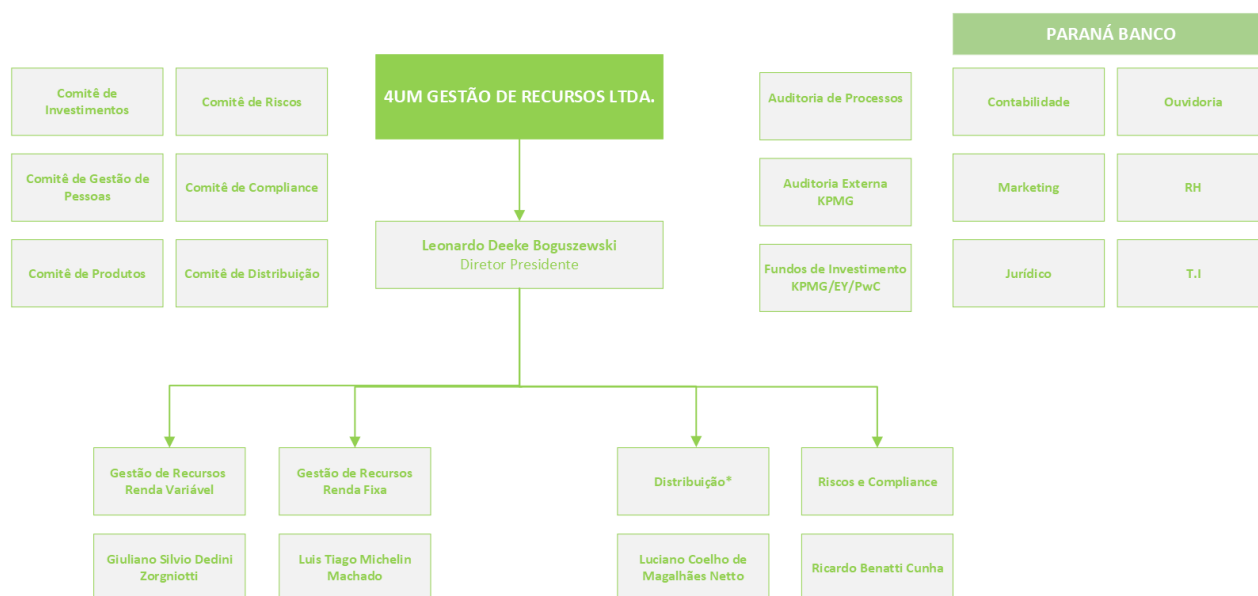 PARANÁ BANCO
4UM GESTÃO DE RECURSOS LTDA.
Comitê de
Investimentos
Comitê de Riscos
Auditoria de Processos
Contabilidade
Ouvidoria
Comitê de Gestão de
Pessoas
Comitê de Compliance
Auditoria Externa
KPMG
Marketing
RH
Leonardo Deeke Boguszewski
Diretor Presidente
Comitê de Produtos
Comitê de Distribuição
Fundos de Investimento
KPMG/EY/PwC
Jurídico
T.I
Gestão de Recursos
Renda Variável
Gestão de Recursos
Renda Fixa
Distribuição*
Riscos e Compliance
Giuliano Silvio Dedini
Zorgniotti
Luis Tiago Michelin
Machado
Luciano Coelho de
Magalhães Netto
Ricardo Benatti Cunha